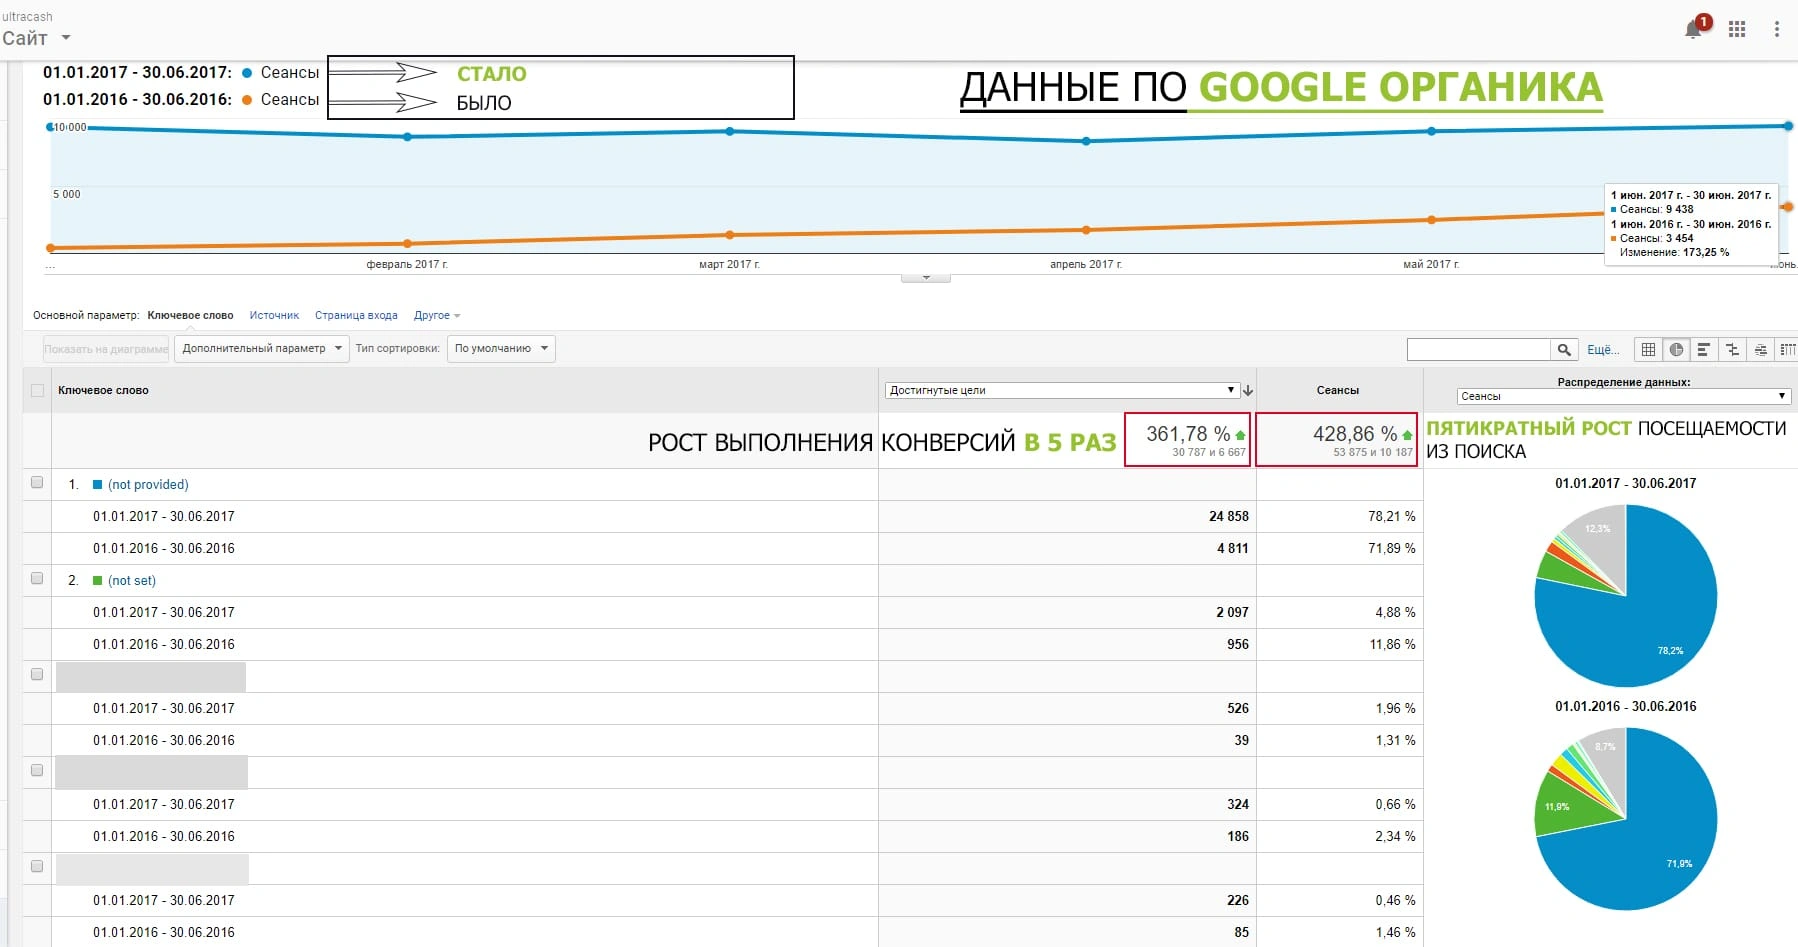 ultracash
Сайт
1
01.01.2017 - 30.06.2017: Сеансы СТАЛО
01.01.2016 - 30.06.2016: Сеансы БЫЛО
ДАННЫЕ ПО GOOGLE ОРГАНИКА
10 000
5 000
1 июн. 2017 г. - 30 июн. 2017 г.
Сеансы: 9 438
1 июн. 2016 г. - 30 июн. 2016 г.
Сеансы: 3 454
Изменение: 173,25 %
... февраль 2017 г. март 2017 г. апрель 2017 г. май 2017 г.
Основной параметр: Ключевое слово Источник Страница входа Другое
Показать на диаграмме Дополнительный параметр Тип сортировки: По умолчанию Ещё...
Ключевое слово Достигнутые цели Сеансы
Распределение данных:
Сеансы
РОСТ ВЫПОЛНЕНИЯ КОНВЕРСИЙ В 5 РАЗ
361,78 %
30 787 и 6 667
428,86 %
53 875 и 10 187
ПЯТИКРАТНЫЙ РОСТ ПОСЕЩАЕМОСТИ
ИЗ ПОИСКА
1. (not provided)
01.01.2017 - 30.06.2017 24 858 78,21 %
01.01.2016 - 30.06.2016 4 811 71,89 %
2. (not set)
01.01.2017 - 30.06.2017 2 097 4,88 %
01.01.2016 - 30.06.2016 956 11,86 %
01.01.2017 - 30.06.2017 526 1,96 %
01.01.2016 - 30.06.2016 39 1,31 %
01.01.2017 - 30.06.2017 324 0,66 %
01.01.2016 - 30.06.2016 186 2,34 %
01.01.2017 - 30.06.2017 226 0,46 %
01.01.2016 - 30.06.2016 85 1,46 %
01.01.2017 - 30.06.2017
12,3%
78,2%
01.01.2016 - 30.06.2016
8,7%
11,9%
71,9%